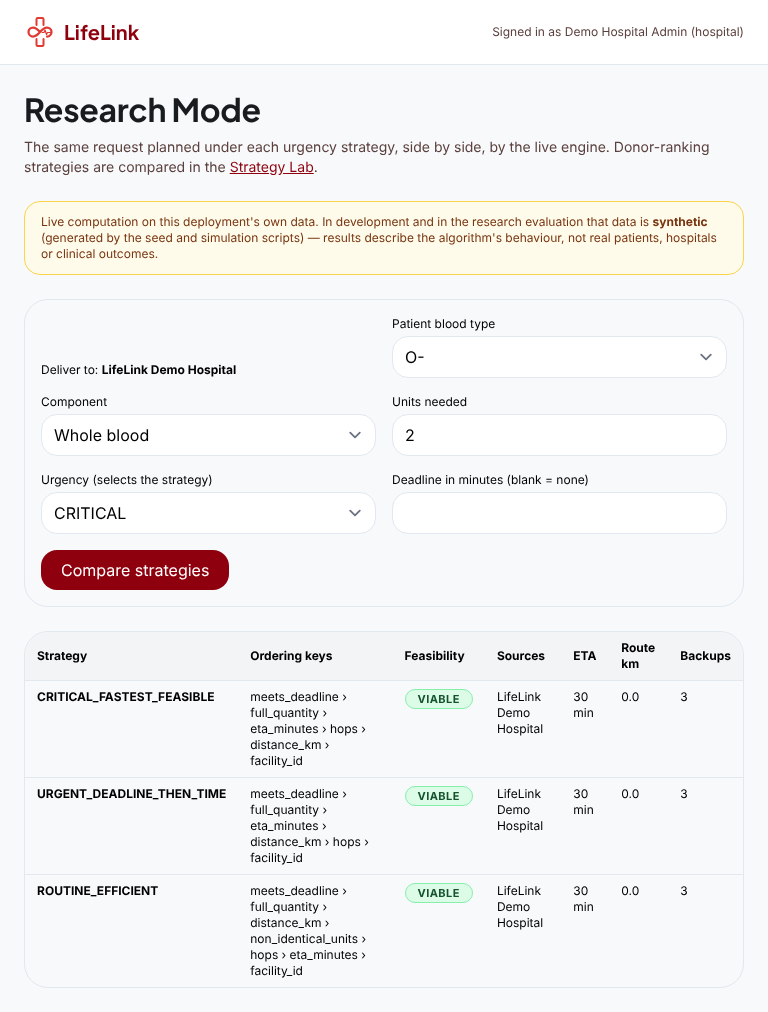 LifeLink
Signed in as Demo Hospital Admin (hospital)
Research Mode
The same request planned under each urgency strategy, side by side, by the live engine. Donor-ranking
strategies are compared in the Strategy Lab.
Live computation on this deployment's own data. In development and in the research evaluation that data is synthetic
(generated by the seed and simulation scripts) — results describe the algorithm's behaviour, not real patients, hospitals
or clinical outcomes.
Deliver to: LifeLink Demo Hospital
Patient blood type
O-
Component
Whole blood
Units needed
2
Urgency (selects the strategy)
CRITICAL
Deadline in minutes (blank = none)
Compare strategies
Strategy
Ordering keys
Feasibility
Sources
ETA
Route
km
Backups
CRITICAL_FASTEST_FEASIBLE
meets_deadline ›
full_quantity ›
eta_minutes › hops ›
distance_km ›
facility_id
VIABLE
LifeLink
Demo
Hospital
30
min
0.0
3
URGENT_DEADLINE_THEN_TIME
meets_deadline ›
full_quantity ›
eta_minutes ›
distance_km › hops ›
facility_id
VIABLE
LifeLink
Demo
Hospital
30
min
0.0
3
ROUTINE_EFFICIENT
meets_deadline ›
full_quantity ›
distance_km ›
non_identical_units ›
hops › eta_minutes ›
facility_id
VIABLE
LifeLink
Demo
Hospital
30
min
0.0
3